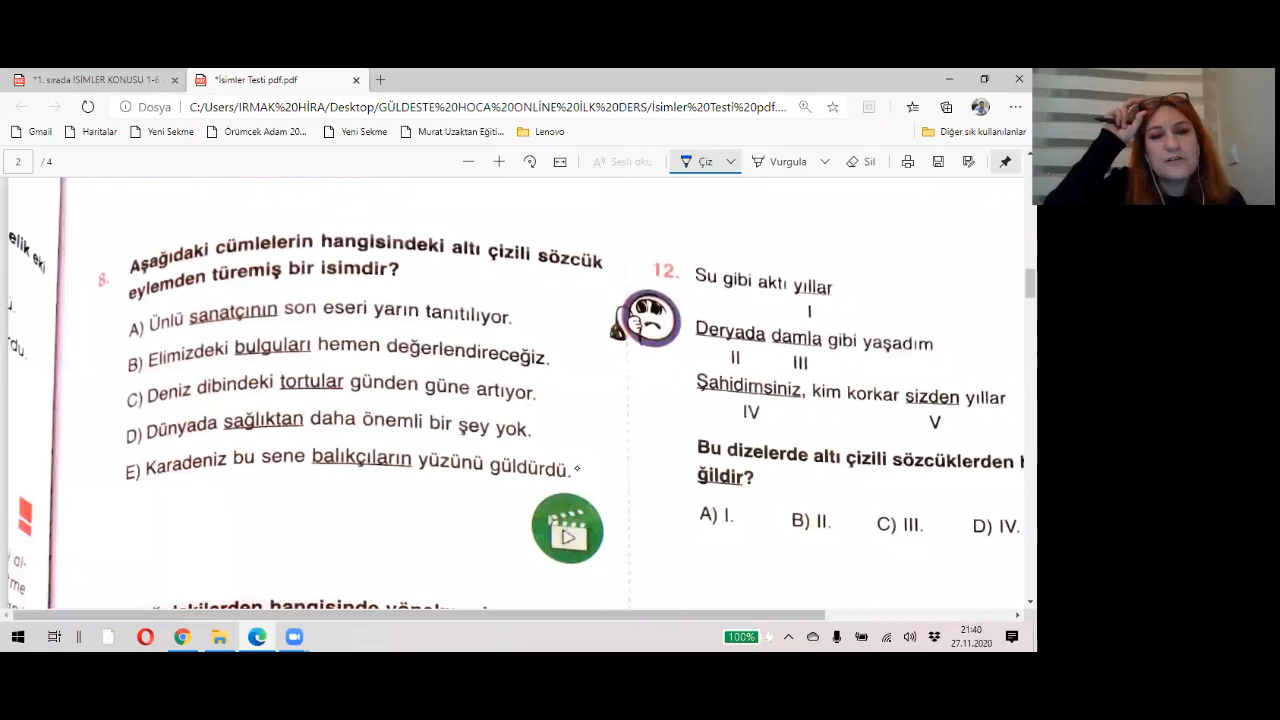 *1. sırada İSİMLER KONUSU 1-6
*İsimler Testi pdf.pdf
Dosya
C:/Users/IRMAK%20HİRA/Desktop/GÜLDESTE%20HOCA%20ONLİNE%20İLK%20DERS/İsimler%20Testi%20pdf....
Gmail
Haritalar
Yeni Sekme
Örümcek Adam 20...
Yeni Sekme
Murat Uzaktan Eğiti...
Lenovo
Diğer sık kullanılanlar
2 / 4
Sesli oku
Çiz
Vurgula
Sil
elik eki
8. Aşağıdaki cümlelerin hangisindeki altı çizili sözcük
eylemden türemiş bir isimdir?
A) Ünlü sanatçının son eseri yarın tanıtılıyor.
B) Elimizdeki bulguları hemen değerlendireceğiz.
C) Deniz dibindeki tortular günden güne artıyor.
D) Dünyada sağlıktan daha önemli bir şey yok.
E) Karadeniz bu sene balıkçıların yüzünü güldürdü.
12. Su gibi aktı yıllar
I
Deryada damla gibi yaşadım
II III
Şahidimsiniz, kim korkar sizden yıllar
IV V
Bu dizelerde altı çizili sözcüklerden h
ğildir?
A) I. B) II. C) III. D) IV.
hangisinde
100%
21:40
27.11.2020